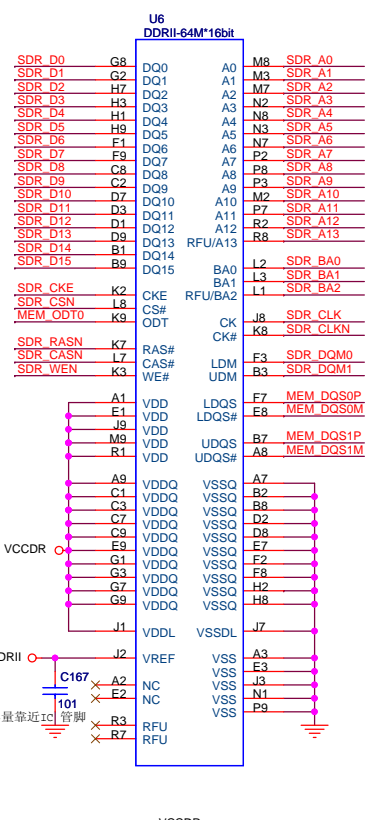 U6
DDRII-64M*16bit
SDR_D0 G8 DQ0 A0 M8 SDR_A0
SDR_D1 G2 DQ1 A1 M3 SDR_A1
SDR_D2 H7 DQ2 A2 M7 SDR_A2
SDR_D3 H3 DQ3 A3 N2 SDR_A3
SDR_D4 H1 DQ4 A4 N8 SDR_A4
SDR_D5 H9 DQ5 A5 N3 SDR_A5
SDR_D6 F1 DQ6 A6 N7 SDR_A6
SDR_D7 F9 DQ7 A7 P2 SDR_A7
SDR_D8 C8 DQ8 A8 P8 SDR_A8
SDR_D9 C2 DQ9 A9 P3 SDR_A9
SDR_D10 D7 DQ10 A10 M2 SDR_A10
SDR_D11 D3 DQ11 A11 P7 SDR_A11
SDR_D12 D1 DQ12 A12 R2 SDR_A12
SDR_D13 D9 DQ13 RFU/A13 R8 SDR_A13
SDR_D14 B1 DQ14
SDR_D15 B9 DQ15 BA0 L2 SDR_BA0
BA1 L3 SDR_BA1
SDR_CKE K2 CKE RFU/BA2 L1 SDR_BA2
SDR_CSN L8 CS#
MEM_ODT0 K9 ODT CK J8 SDR_CLK
CK# K8 SDR_CLKN
SDR_RASN K7 RAS#
SDR_CASN L7 CAS# LDM F3 SDR_DQM0
SDR_WEN K3 WE# UDM B3 SDR_DQM1
A1 VDD LDQS F7 MEM_DQS0P
E1 VDD LDQS# E8 MEM_DQS0M
J9 VDD
M9 VDD UDQS B7 MEM_DQS1P
R1 VDD UDQS# A8 MEM_DQS1M
A9 VDDQ VSSQ A7
C1 VDDQ VSSQ B2
C3 VDDQ VSSQ B8
C7 VDDQ VSSQ D2
C9 VDDQ VSSQ D8
VCCDR E9 VDDQ VSSQ E7
G1 VDDQ VSSQ F2
G3 VDDQ VSSQ F8
G7 VDDQ VSSQ H2
G9 VDDQ VSSQ H8
J1 VDDL VSSDL J7
DRII J2 VREF VSS A3
VSS E3
C167 A2 NC VSS J3
101 E2 NC VSS N1
量靠近IC 管脚 VSS P9
R3 RFU
R7 RFU